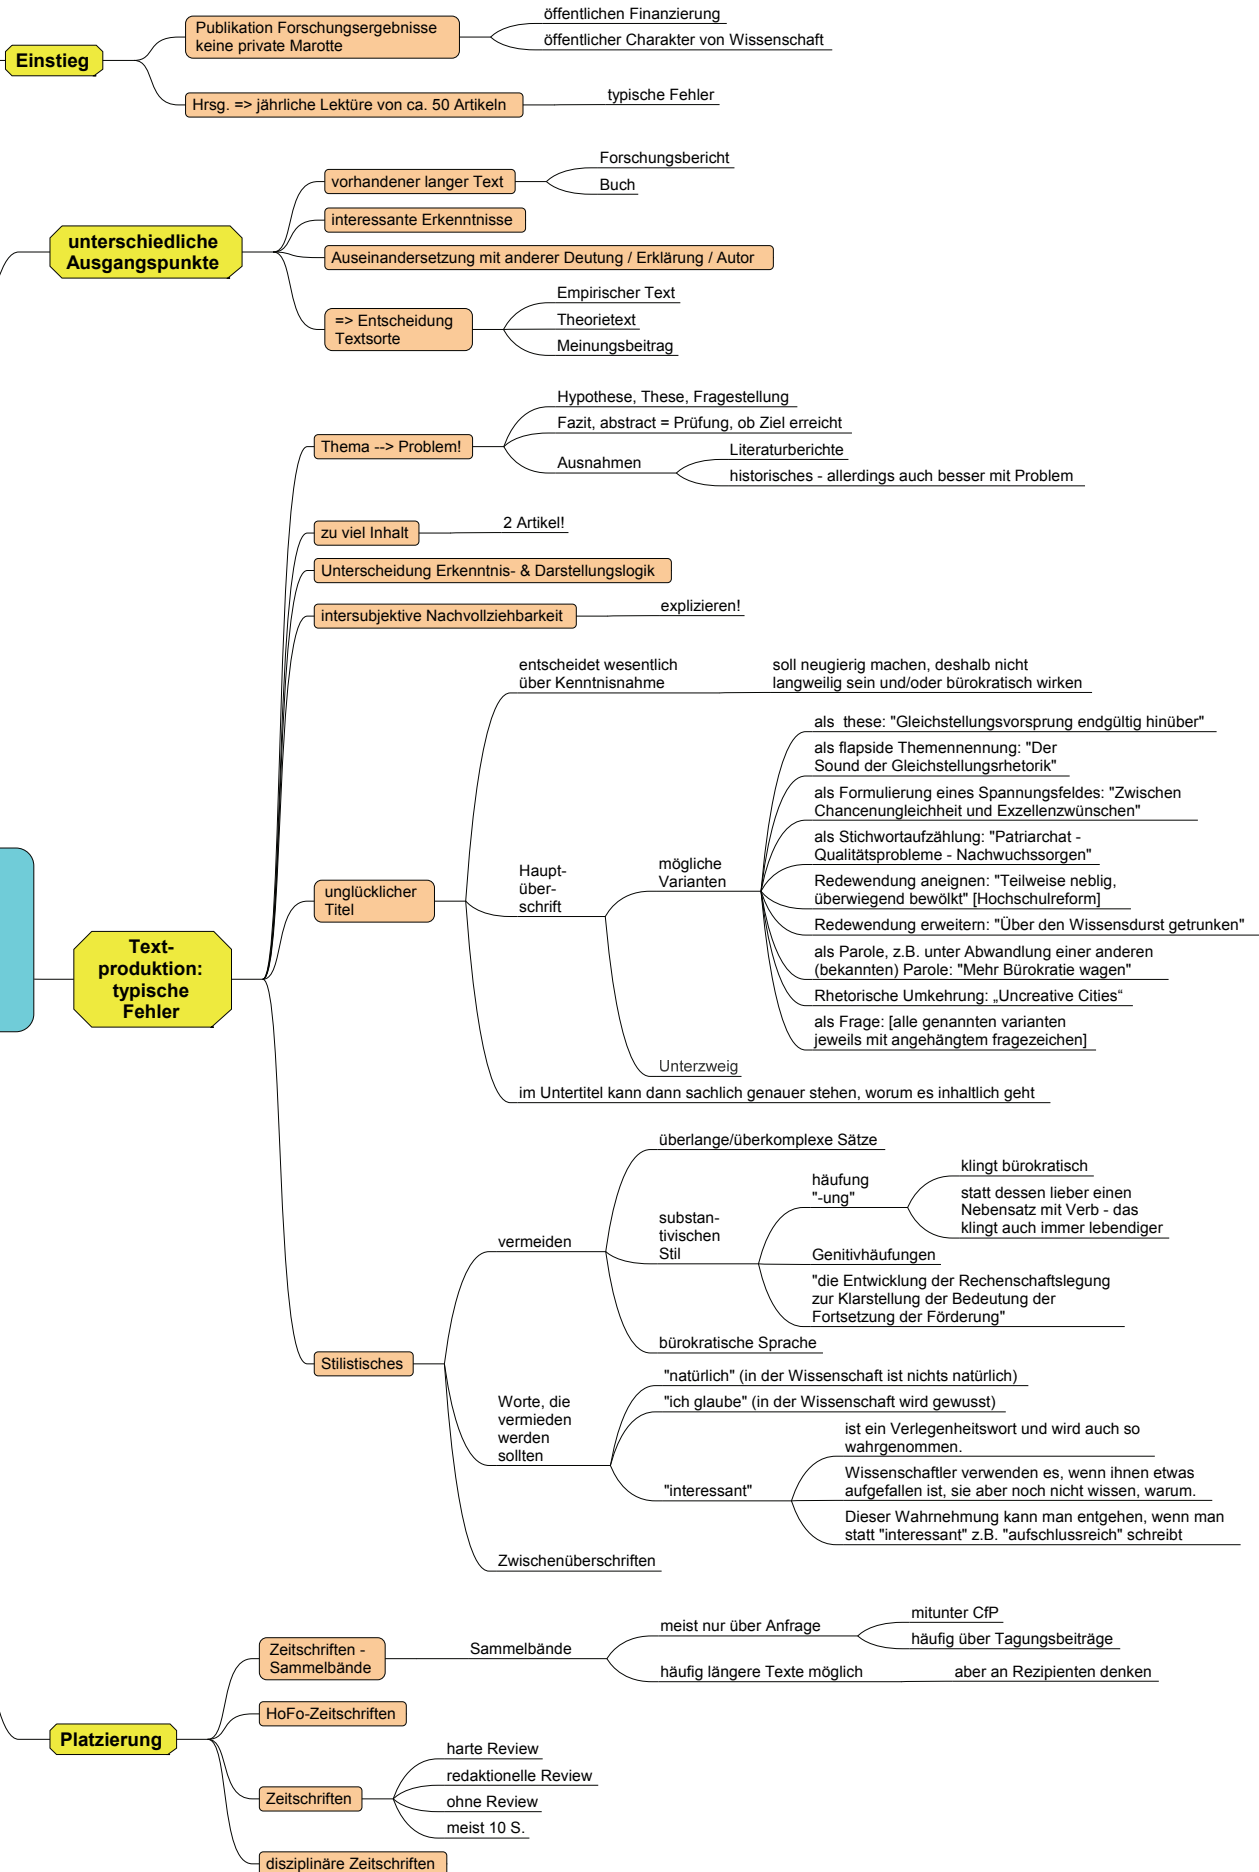 Einstieg
Publikation Forschungsergebnisse
keine private Marotte
öffentlichen Finanzierung
öffentlicher Charakter von Wissenschaft
Hrsg. => jährliche Lektüre von ca. 50 Artikeln
typische Fehler
unterschiedliche
Ausgangspunkte
vorhandener langer Text
Forschungsbericht
Buch
interessante Erkenntnisse
Auseinandersetzung mit anderer Deutung / Erklärung / Autor
=> Entscheidung
Textsorte
Empirischer Text
Theorietext
Meinungsbeitrag
Text-
produktion:
typische
Fehler
Thema --> Problem!
Hypothese, These, Fragestellung
Fazit, abstract = Prüfung, ob Ziel erreicht
Ausnahmen
Literaturberichte
historisches - allerdings auch besser mit Problem
zu viel Inhalt
2 Artikel!
Unterscheidung Erkenntnis- & Darstellungslogik
intersubjektive Nachvollziehbarkeit
explizieren!
unglücklicher
Titel
entscheidet wesentlich
über Kenntnisnahme
soll neugierig machen, deshalb nicht
langweilig sein und/oder bürokratisch wirken
Haupt-
über-
schrift
mögliche
Varianten
als  these: "Gleichstellungsvorsprung endgültig hinüber"
als flapside Themennennung: "Der
Sound der Gleichstellungsrhetorik"
als Formulierung eines Spannungsfeldes: "Zwischen
Chancenungleichheit und Exzellenzwünschen"
als Stichwortaufzählung: "Patriarchat -
Qualitätsprobleme - Nachwuchssorgen"
Redewendung aneignen: "Teilweise neblig,
überwiegend bewölkt" [Hochschulreform]
Redewendung erweitern: "Über den Wissensdurst getrunken"
als Parole, z.B. unter Abwandlung einer anderen
(bekannten) Parole: "Mehr Bürokratie wagen"
Rhetorische Umkehrung: „Uncreative Cities“
als Frage: [alle genannten varianten
jeweils mit angehängtem fragezeichen]
Unterzweig
im Untertitel kann dann sachlich genauer stehen, worum es inhaltlich geht
Stilistisches
vermeiden
überlange/überkomplexe Sätze
substan-
tivischen
Stil
häufung
"-ung"
klingt bürokratisch
statt dessen lieber einen
Nebensatz mit Verb - das
klingt auch immer lebendiger
Genitivhäufungen
"die Entwicklung der Rechenschaftslegung
zur Klarstellung der Bedeutung der
Fortsetzung der Förderung"
bürokratische Sprache
Worte, die
vermieden
werden
sollten
"natürlich" (in der Wissenschaft ist nichts natürlich)
"ich glaube" (in der Wissenschaft wird gewusst)
"interessant"
ist ein Verlegenheitswort und wird auch so
wahrgenommen.
Wissenschaftler verwenden es, wenn ihnen etwas
aufgefallen ist, sie aber noch nicht wissen, warum.
Dieser Wahrnehmung kann man entgehen, wenn man
statt "interessant" z.B. "aufschlussreich" schreibt
Zwischenüberschriften
Platzierung
Zeitschriften -
Sammelbände
Sammelbände
meist nur über Anfrage
mitunter CfP
häufig über Tagungsbeiträge
häufig längere Texte möglich
aber an Rezipienten denken
HoFo-Zeitschriften
Zeitschriften
harte Review
redaktionelle Review
ohne Review
meist 10 S.
disziplinäre Zeitschriften